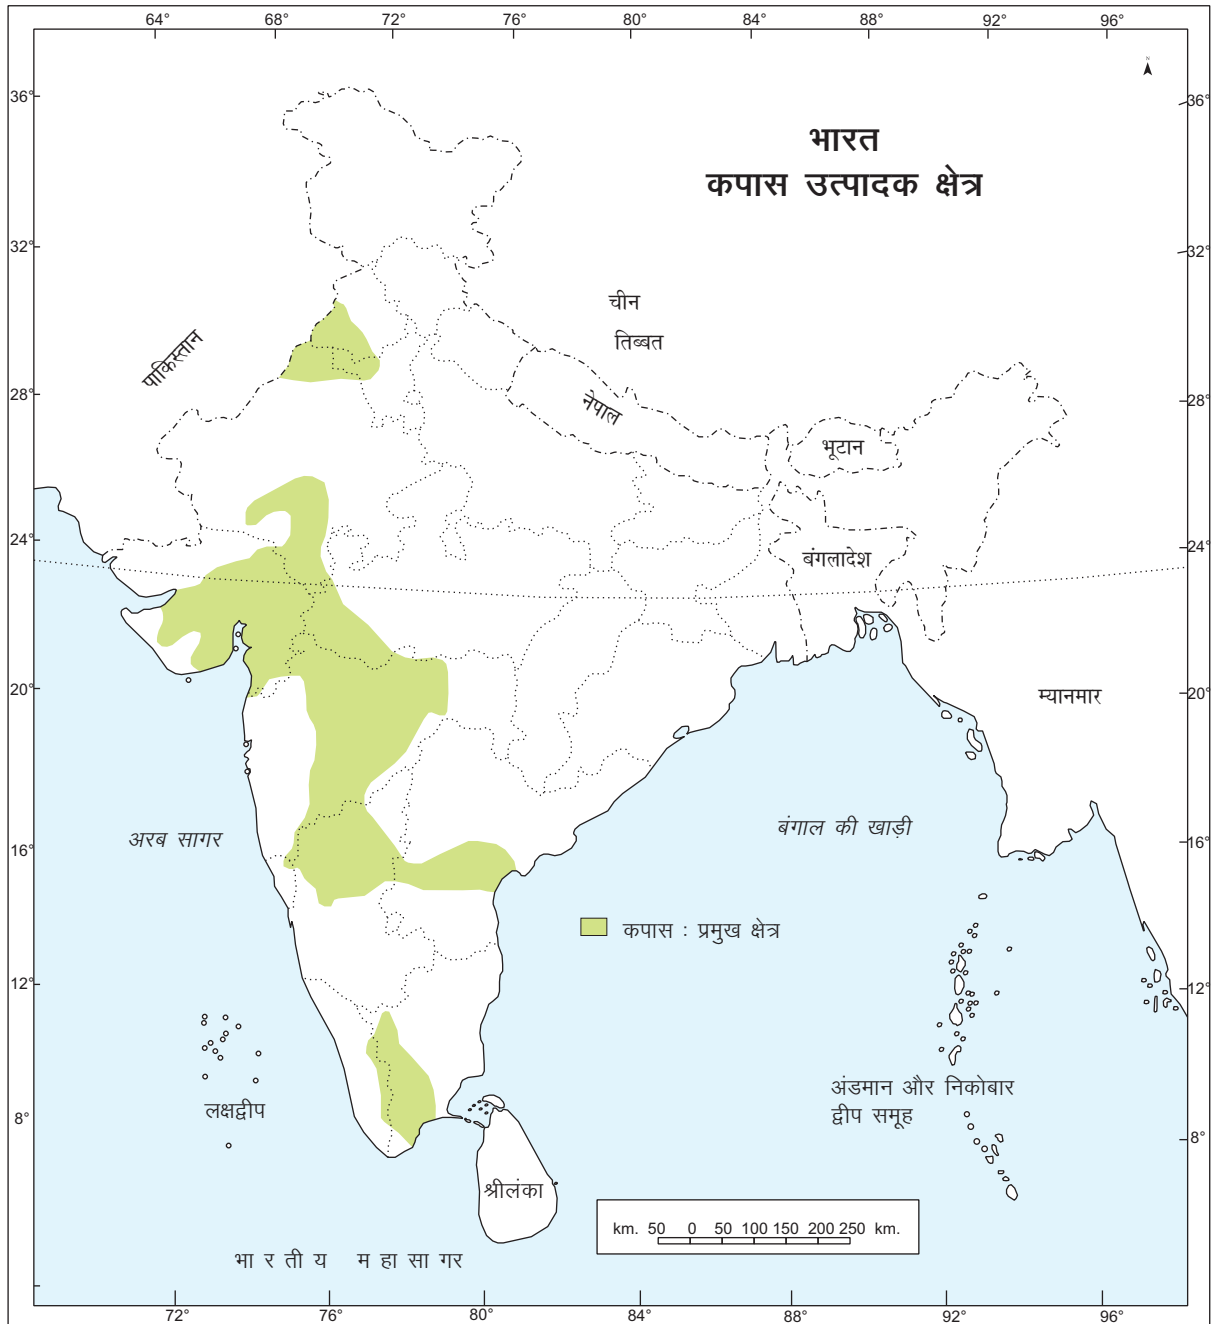 64° 68° 72° 76° 80° 84° 88° 92° 96°
N
36° 36°
भारत
कपास उत्पादक क्षेत्र
32° 32°
चीन
तिब्बत
पाकिस्तान
28° 28°
नेपाल
भूटान
24° 24°
बंगलादेश
20° 20°
म्यानमार
अरब सागर
बंगाल की खाड़ी
16° 16°
कपास : प्रमुख क्षेत्र
12° 12°
लक्षद्वीप
अंडमान और निकोबार
द्वीप समूह
8° 8°
श्रीलंका
km. 50 0 50 100 150 200 250 km.
भारतीय महासागर
72° 76° 80° 84° 88° 92° 96°